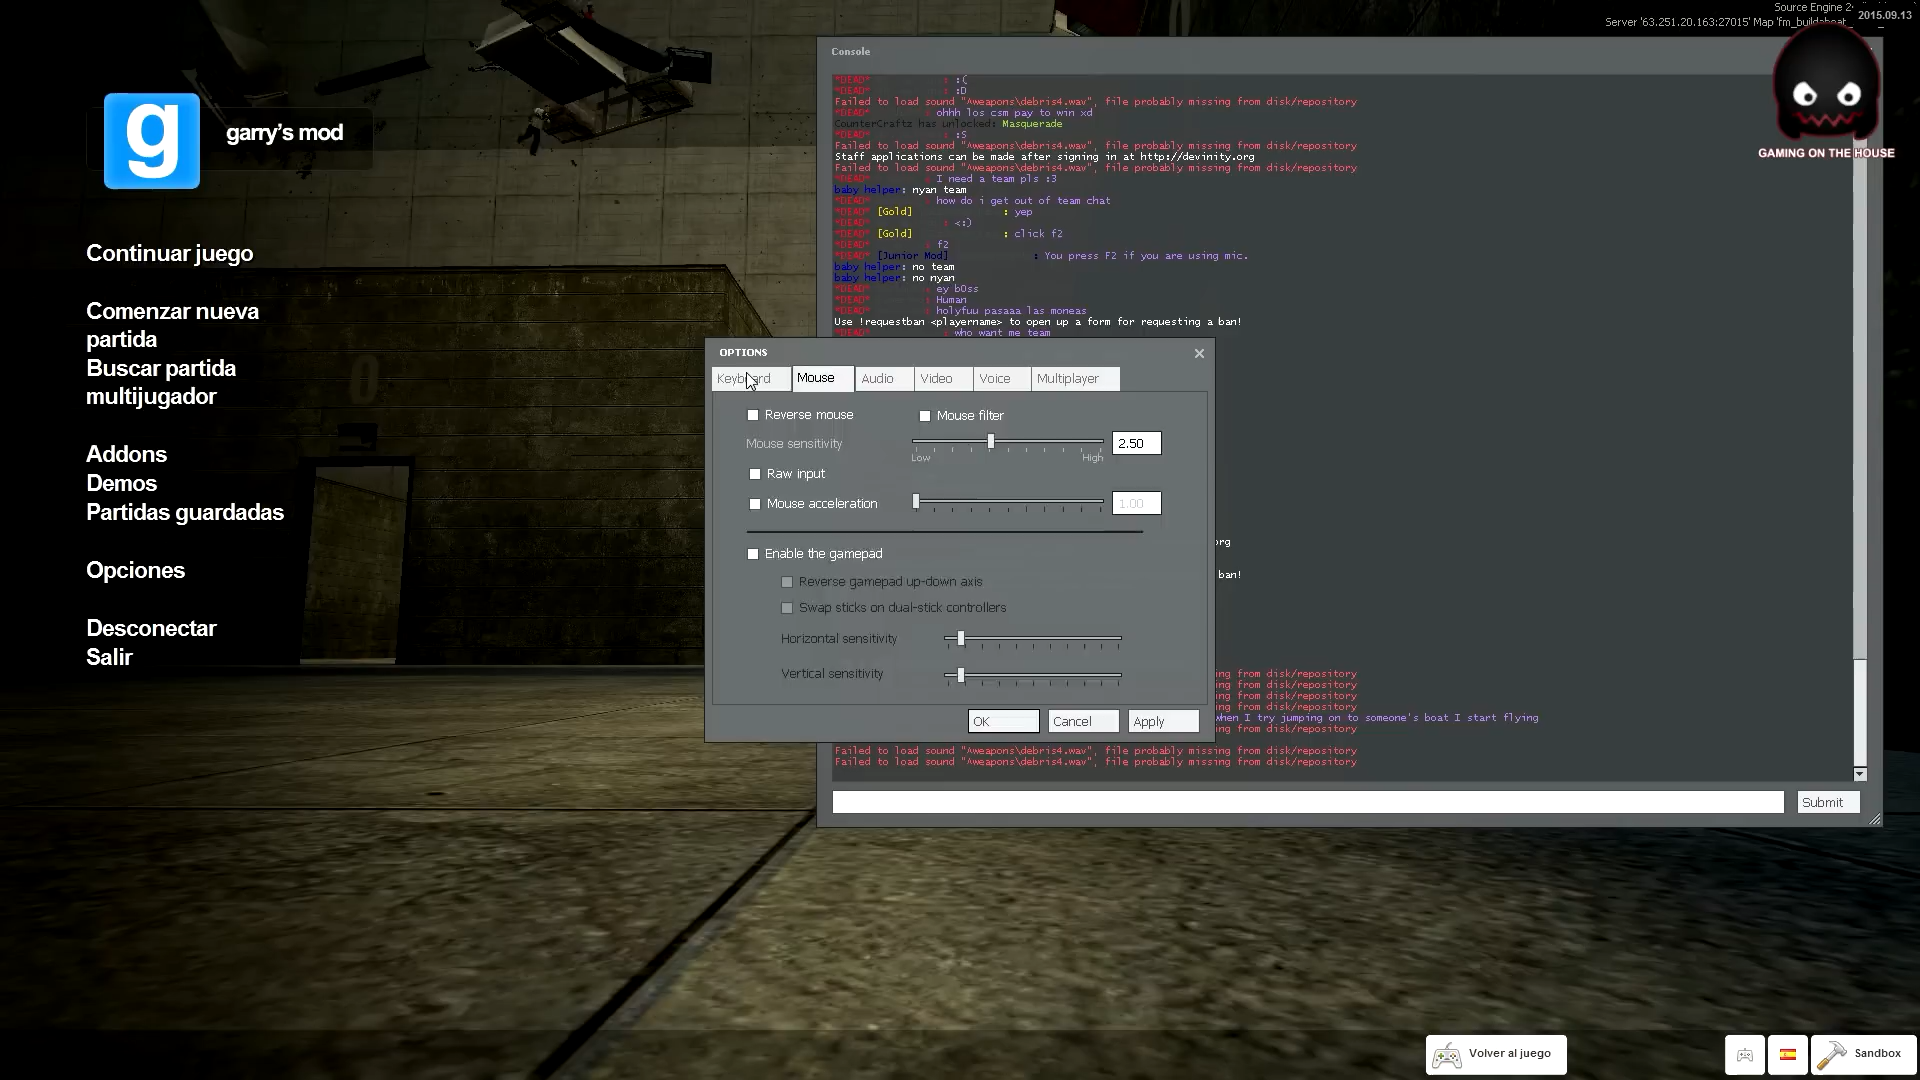 Source Engine 2
2015.09.13
Server '63.251.20.163:27015' Map 'fm_buildaboat_
GAMING ON THE HOUSE
g
garry's mod
Continuar juego
Comenzar nueva
partida
Buscar partida
multijugador
Addons
Demos
Partidas guardadas
Opciones
Desconectar
Salir
Console
*DEAD* : :(
*DEAD* : :D
Failed to load sound "Aweapons\debris4.wav", file probably missing from disk/repository
*DEAD* : ohhh los csm pay to win xd
CounterCraftz has unlocked: Masquerade
*DEAD* : :S
Failed to load sound "Aweapons\debris4.wav", file probably missing from disk/repository
Staff applications can be made after signing in at http://devinity.org
Failed to load sound "Aweapons\debris4.wav", file probably missing from disk/repository
*DEAD* : I need a team pls :3
baby helper: nyan team
*DEAD* : how do i get out of team chat
*DEAD* [Gold] : yep
*DEAD* : <:)
*DEAD* [Gold] : click f2
*DEAD* : f2
*DEAD* [Junior Mod] : You press F2 if you are using mic.
baby helper: no team
baby helper: no nyan
*DEAD* : ey b0ss
*DEAD* : Human
*DEAD* : holyfuu pasaaa las moneas
Use !requestban <playername> to open up a form for requesting a ban!
*DEAD* : who want me team
OPTIONS
Keyboard Mouse Audio Video Voice Multiplayer
Reverse mouse Mouse filter
Mouse sensitivity 2.50
Low High
Raw input
Mouse acceleration 1.00
Enable the gamepad
Reverse gamepad up-down axis
Swap sticks on dual-stick controllers
Horizontal sensitivity
Vertical sensitivity
OK Cancel Apply
org
ban!
ng from disk/repository
ng from disk/repository
ng from disk/repository
ng from disk/repository
when I try jumping on to someone's boat I start flying
ng from disk/repository
Failed to load sound "Aweapons\debris4.wav", file probably missing from disk/repository
Failed to load sound "Aweapons\debris4.wav", file probably missing from disk/repository
Submit
Volver al juego
Sandbox